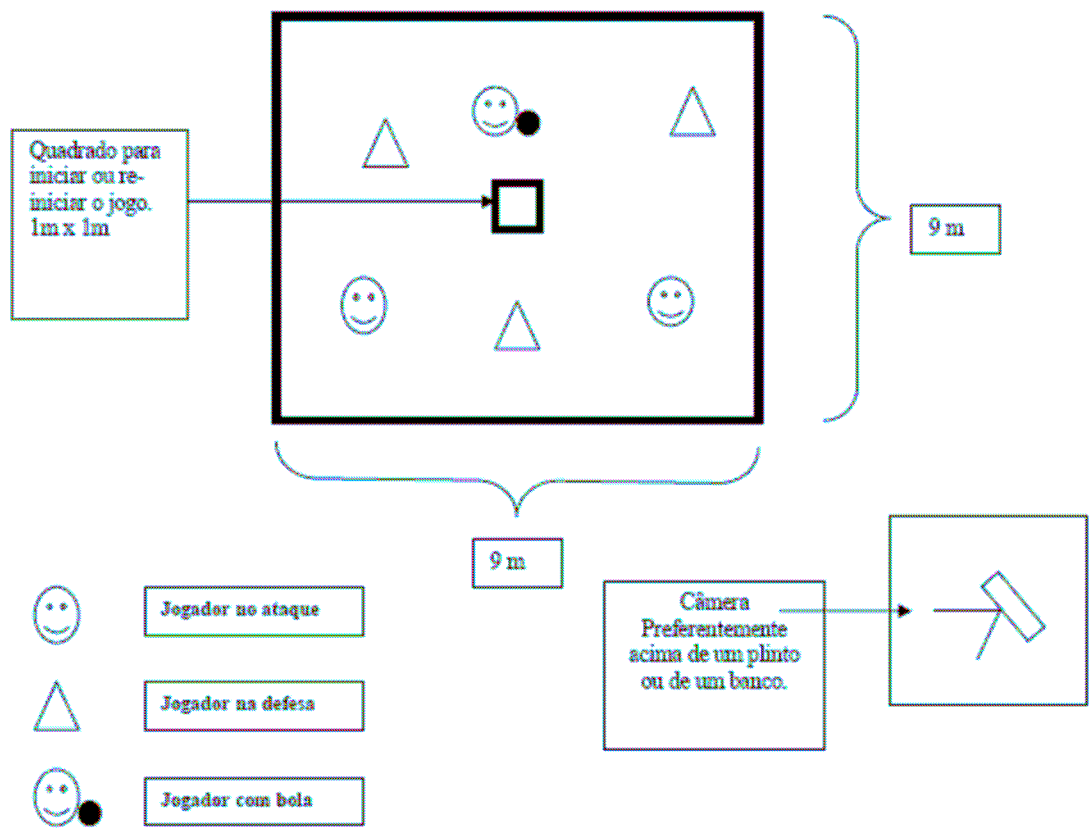 Quadrado para
iniciar ou re-
iniciar o jogo.
1m x 1m
9 m
9 m
Câmera
Preferentemente
acima de um plinto
ou de um banco.
Jogador no ataque
Jogador na defesa
Jogador com bola